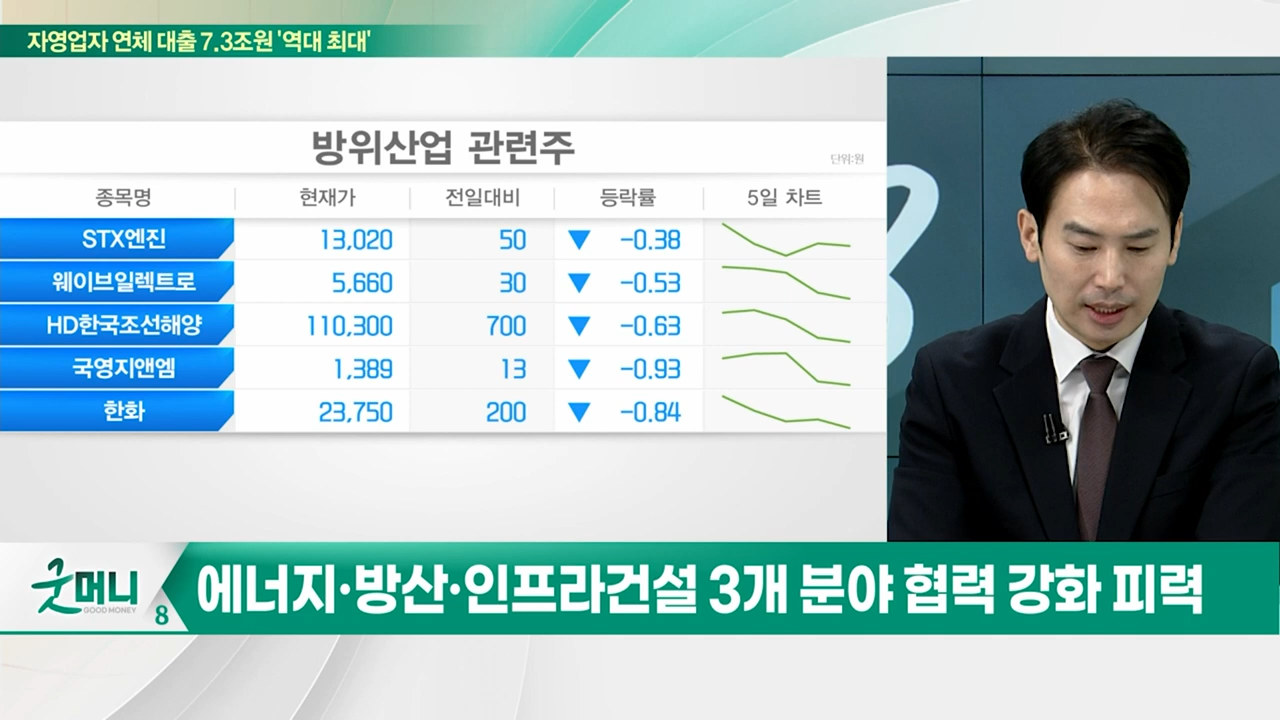 자영업자 연체 대출 7.3조원 '역대 최대'
방위산업 관련주
단위:원
종목명 현재가 전일대비 등락률 5일 차트
STX엔진 13,020 50 ▼ -0.38
웨이브일렉트로 5,660 30 ▼ -0.53
HD한국조선해양 110,300 700 ▼ -0.63
국영지앤엠 1,389 13 ▼ -0.93
한화 23,750 200 ▼ -0.84
에너지·방산·인프라건설 3개 분야 협력 강화 피력
굿머니
GOOD MONEY
8